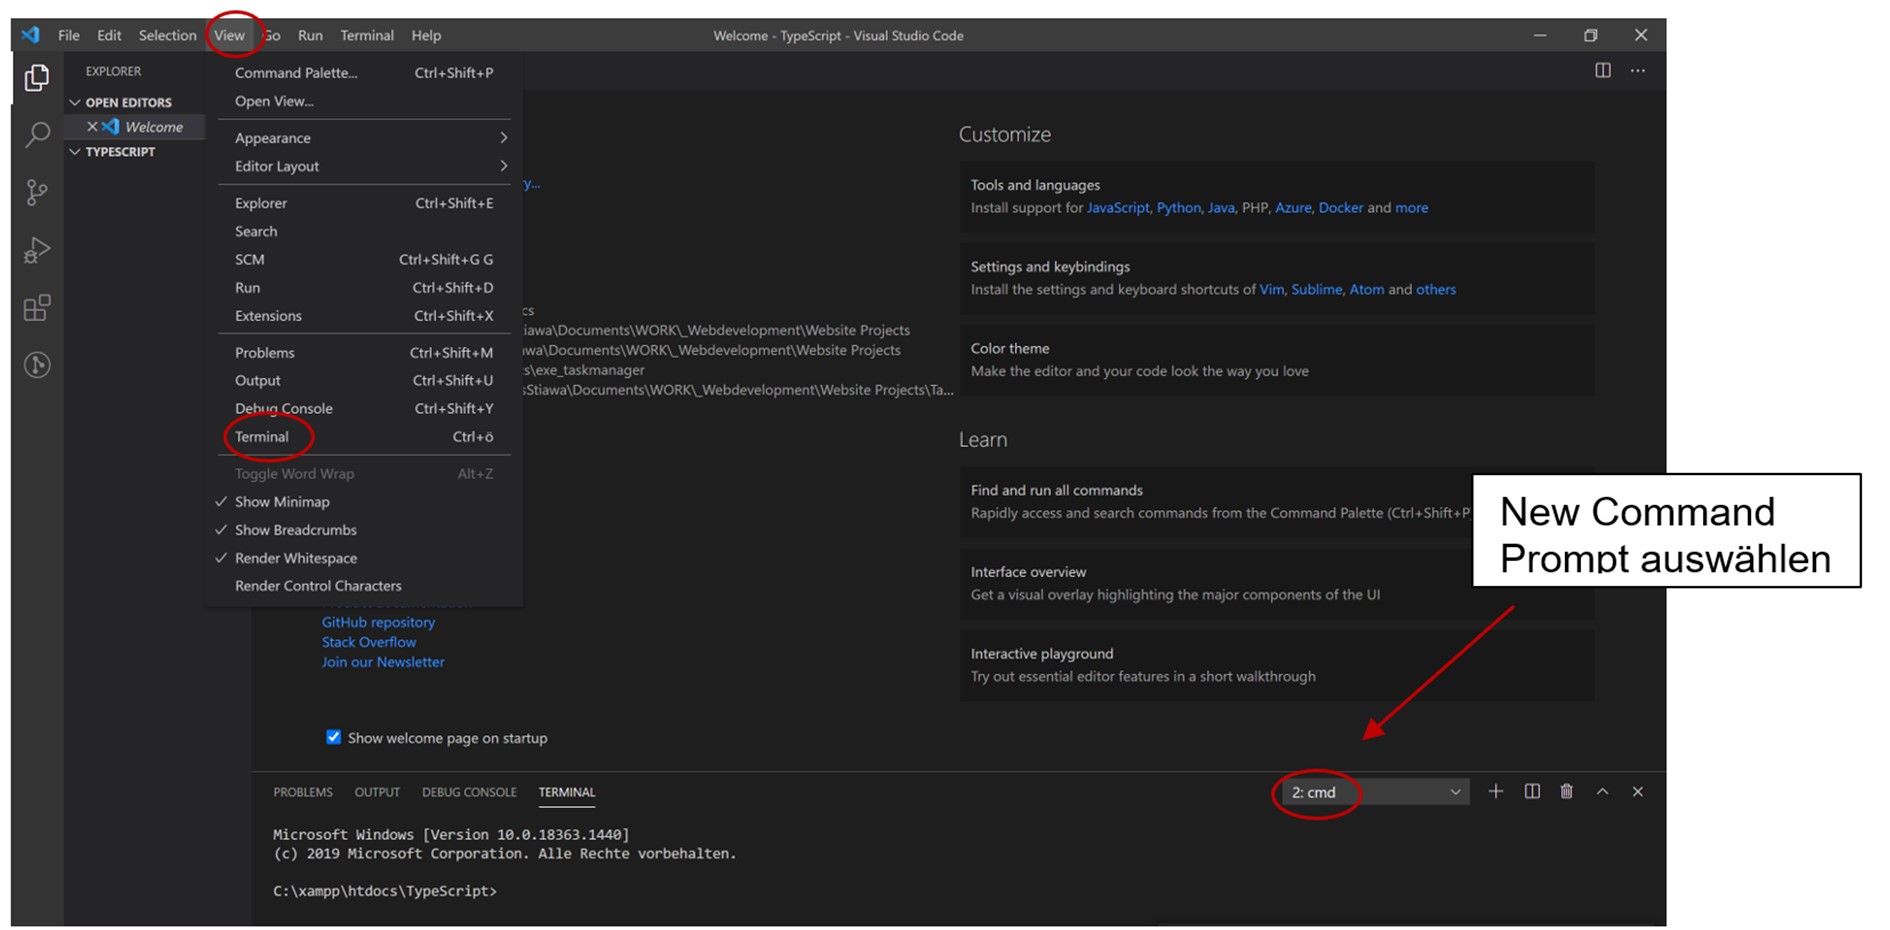 File Edit Selection View Go Run Terminal Help
Welcome - TypeScript - Visual Studio Code
EXPLORER
OPEN EDITORS
Welcome
TYPESCRIPT
Command Palette... Ctrl+Shift+P
Open View...
Appearance
Editor Layout
Explorer Ctrl+Shift+E
Search
SCM Ctrl+Shift+G G
Run Ctrl+Shift+D
Extensions Ctrl+Shift+X
Problems Ctrl+Shift+M
Output Ctrl+Shift+U
Debug Console Ctrl+Shift+Y
Terminal Ctrl+ö
Toggle Word Wrap Alt+Z
Show Minimap
Show Breadcrumbs
Render Whitespace
Render Control Characters
y...
cs
iawa\Documents\WORK\_Webdevelopment\Website Projects
wa\Documents\WORK\_Webdevelopment\Website Projects
s\exe_taskmanager
sStiawa\Documents\WORK\_Webdevelopment\Website Projects\Ta...
GitHub repository
Stack Overflow
Join our Newsletter
Show welcome page on startup
Customize
Tools and languages
Install support for JavaScript, Python, Java, PHP, Azure, Docker and more
Settings and keybindings
Install the settings and keyboard shortcuts of Vim, Sublime, Atom and others
Color theme
Make the editor and your code look the way you love
Learn
Find and run all commands
Rapidly access and search commands from the Command Palette (Ctrl+Shift+P
Interface overview
Get a visual overlay highlighting the major components of the UI
Interactive playground
Try out essential editor features in a short walkthrough
New Command
Prompt auswählen
PROBLEMS OUTPUT DEBUG CONSOLE TERMINAL
2: cmd
Microsoft Windows [Version 10.0.18363.1440]
(c) 2019 Microsoft Corporation. Alle Rechte vorbehalten.
C:\xampp\htdocs\TypeScript>